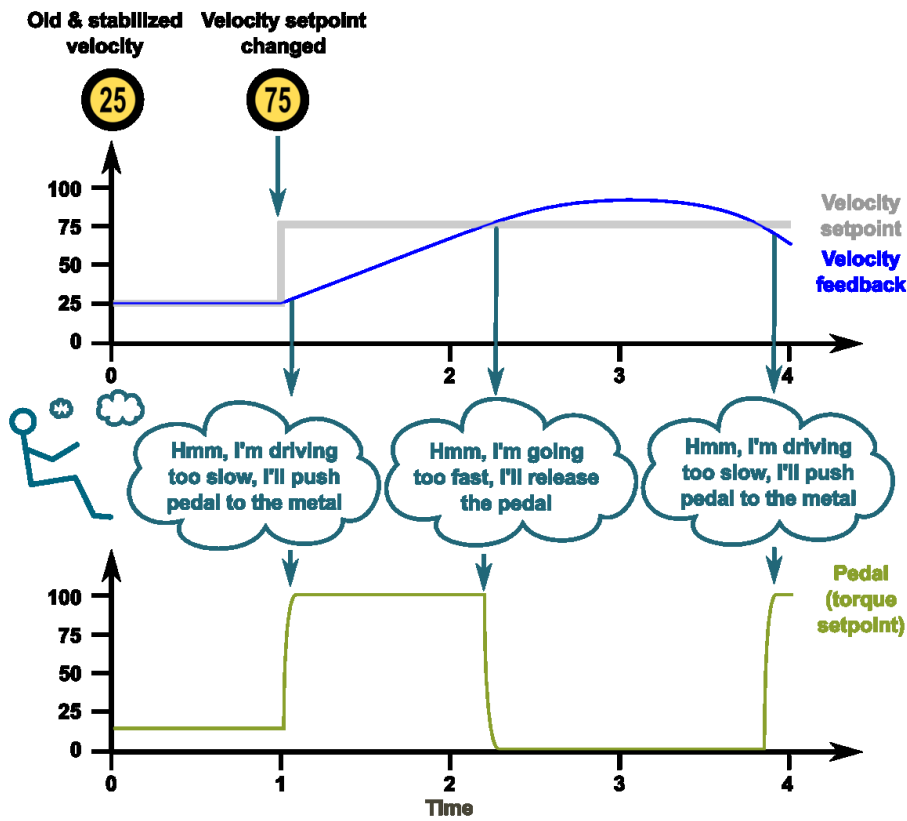 Old & stabilized
velocity
Velocity setpoint
changed
25
75
100
75
50
25
0
0
2
3
4
Velocity
setpoint
Velocity
feedback
Hmm, I'm driving
too slow, I'll push
pedal to the metal
Hmm, I'm going
too fast, I'll release
the pedal
Hmm, I'm driving
too slow, I'll push
pedal to the metal
100
75
50
25
0
0
1
2
3
4
Time
Pedal
(torque
setpoint)